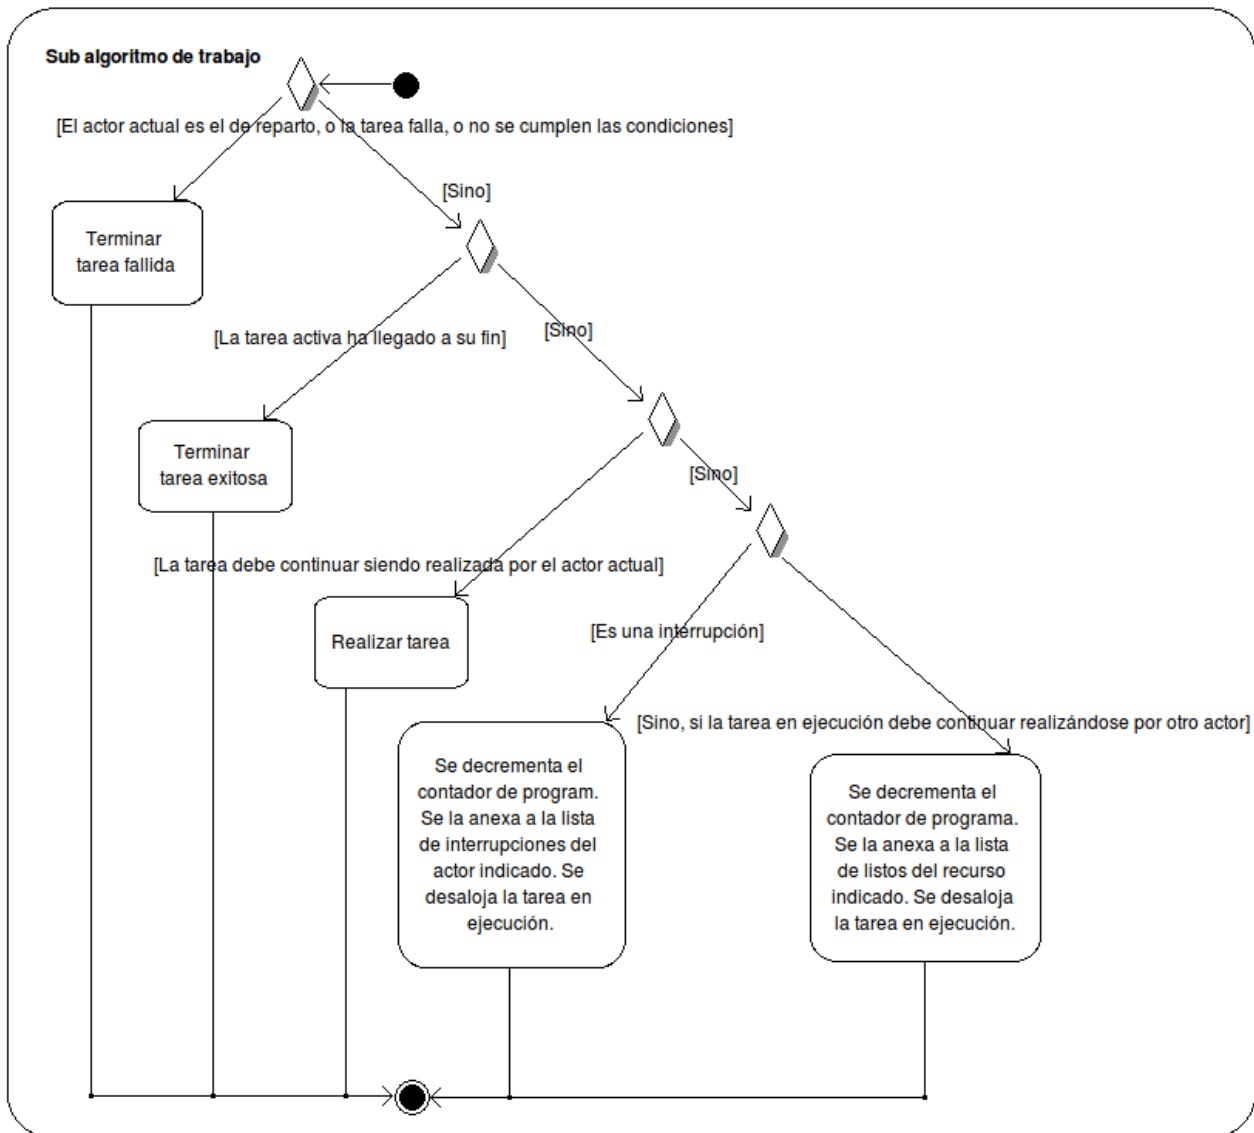 Sub algoritmo de trabajo
[El actor actual es el de reparto, o la tarea falla, o no se cumplen las condiciones]
[Sino]
Terminar
tarea fallida
[La tarea activa ha llegado a su fin]
[Sino]
Terminar
tarea exitosa
[Sino]
[La tarea debe continuar siendo realizada por el actor actual]
Realizar tarea
[Es una interrupción]
[Sino, si la tarea en ejecución debe continuar realizándose por otro actor]
Se decrementa el
contador de program.
Se la anexa a la lista
de interrupciones del
actor indicado. Se
desaloja la tarea en
ejecución.
Se decrementa el
contador de programa.
Se la anexa a la lista
de listos del recurso
indicado. Se desaloja
la tarea en ejecución.